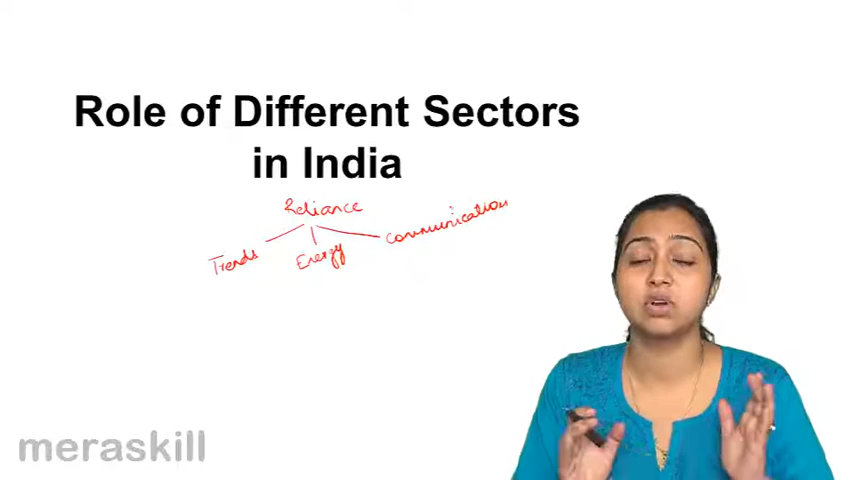 Role of Different Sectors
in India
Reliance
Trends Energy Communication
meraskill